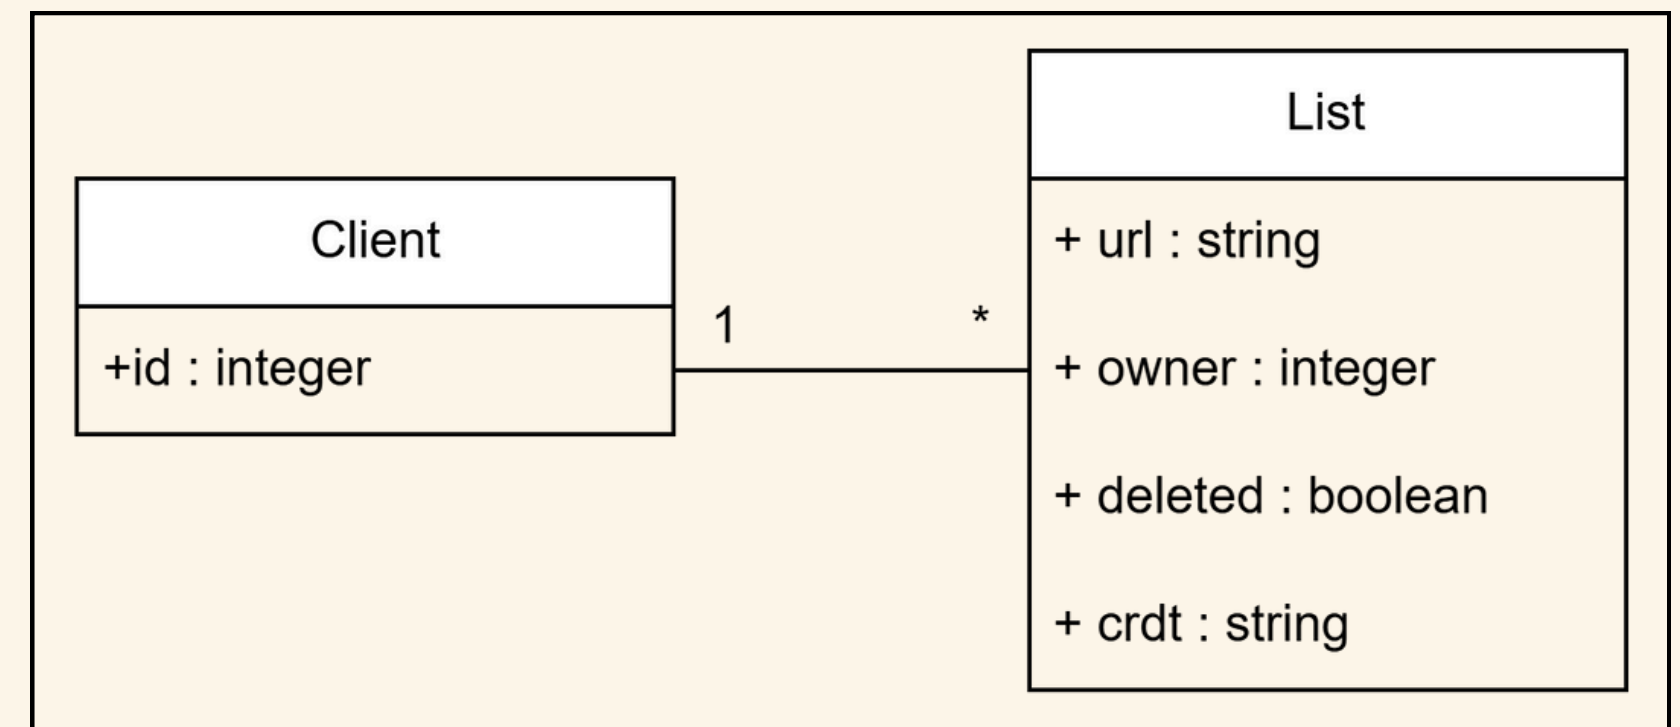 Client
+id : integer
1
*
List
+ url : string
+ owner : integer
+ deleted : boolean
+ crdt : string